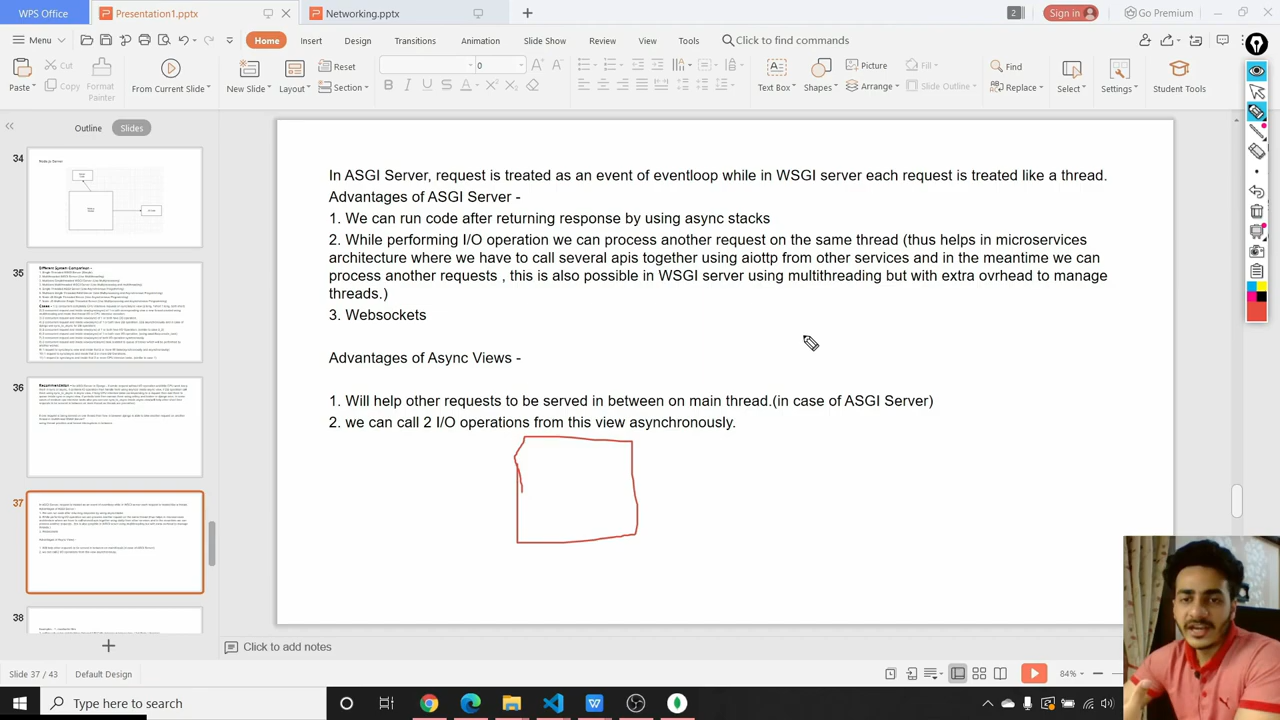 WPS Office
Presentation1.pptx
Networking.pptx
2
Sign in
Go Premium
Menu
Home
Insert
Design
Transitions
Animation
Slide Show
Review
View
Tools
Click to find commands
Paste
Cut
Copy
Format
Painter
From Current Slide
New Slide
Layout
Reset
Section
0
Text Box
Shapes
Picture
Arrange
Fill
Slide Outline
Find
Replace
Select
Settings
Student Tools
Outline
Slides
34
35
36
37
38
In ASGI Server, request is treated as an event of eventloop while in WSGI server each request is treated like a thread.
Advantages of ASGI Server -
1. We can run code after returning response by using async stacks
2. While performing I/O operation we can process another request on the same thread (thus helps in microservices
architecture where we have to call several apis together using aiottp from other services and in the meantime we can
process another request. This is also possible in WSGI server using multithreading but with extra ovrhead to manage
threads.)
3. Websockets
Advantages of Async Views -
1. Will help other requests to be served in between on main thread.(in case of ASGI Server)
2. we can call 2 I/O operations from this view asynchronously.
Click to add notes
Slide 37 / 43
Default Design
84%
Type here to search